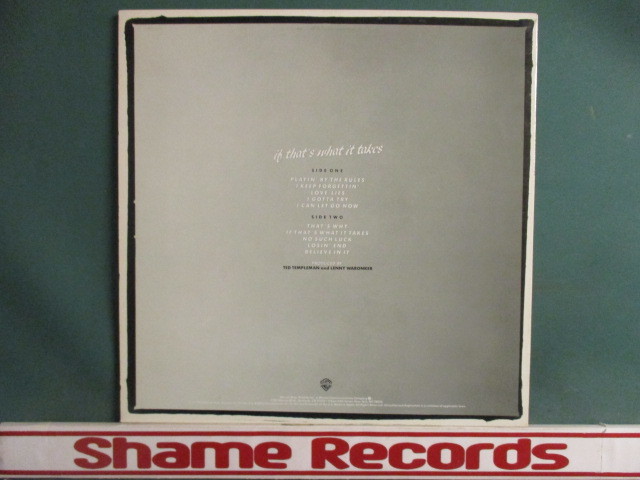 if that's what it takes
SIDE ONE
PLAYIN' BY THE RULES
I KEEP FORGETTIN'
LOVE LIES
I GOTTA TRY
I CAN LET GO NOW
SIDE TWO
THAT'S WHY
IF THAT'S WHAT IT TAKES
NO SUCH LUCK
LOSIN' END
BELIEVE IN IT
PRODUCED BY
TED TEMPLEMAN and LENNY WARONKER
Shame Records